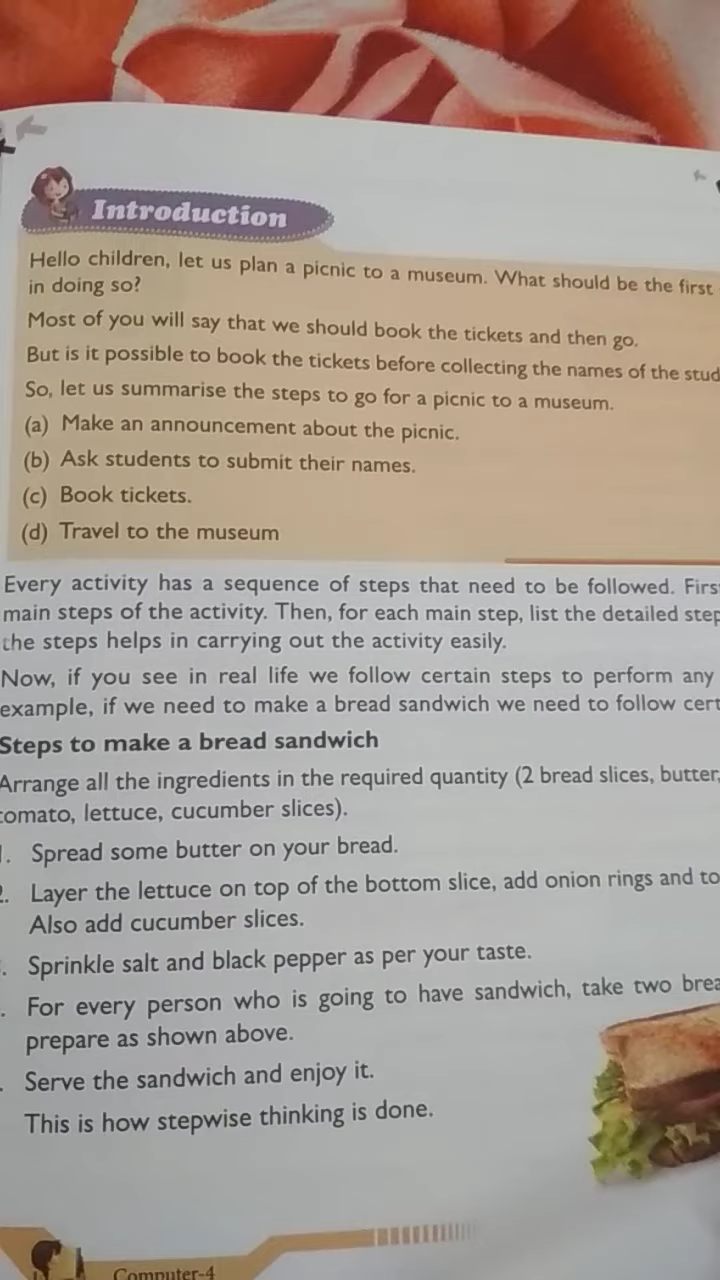 Introduction
Hello children, let us plan a picnic to a museum. What should be the first
in doing so?
Most of you will say that we should book the tickets and then go.
But is it possible to book the tickets before collecting the names of the stud
So, let us summarise the steps to go for a picnic to a museum.
(a) Make an announcement about the picnic.
(b) Ask students to submit their names.
(c) Book tickets.
(d) Travel to the museum
Every activity has a sequence of steps that need to be followed. Firs
main steps of the activity. Then, for each main step, list the detailed step
the steps helps in carrying out the activity easily.
Now, if you see in real life we follow certain steps to perform any
example, if we need to make a bread sandwich we need to follow cert
Steps to make a bread sandwich
Arrange all the ingredients in the required quantity (2 bread slices, butter,
tomato, lettuce, cucumber slices).
1. Spread some butter on your bread.
2. Layer the lettuce on top of the bottom slice, add onion rings and to
Also add cucumber slices.
. Sprinkle salt and black pepper as per your taste.
. For every person who is going to have sandwich, take two brea
prepare as shown above.
. Serve the sandwich and enjoy it.
This is how stepwise thinking is done.
Computer-4